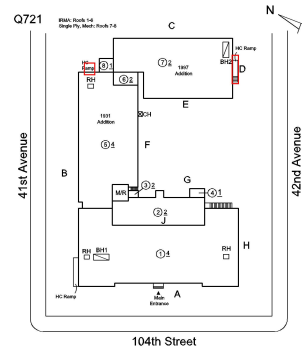 Q721
IRMA: Roofs 1-6
Single Ply, Mech: Roofs 7-8
C
N
HC Ramp
HC Ramp
8 1
7 2
1997 Addition
BH2
D
6 2
RH
CH
E
1931 Addition
5 4
F
41st Avenue
B
42nd Avenue
G
M/R
3 2
4 1
2 2
J
H
RH
BH1
1 4
RH
HC Ramp
A
Main Entrance
104th Street